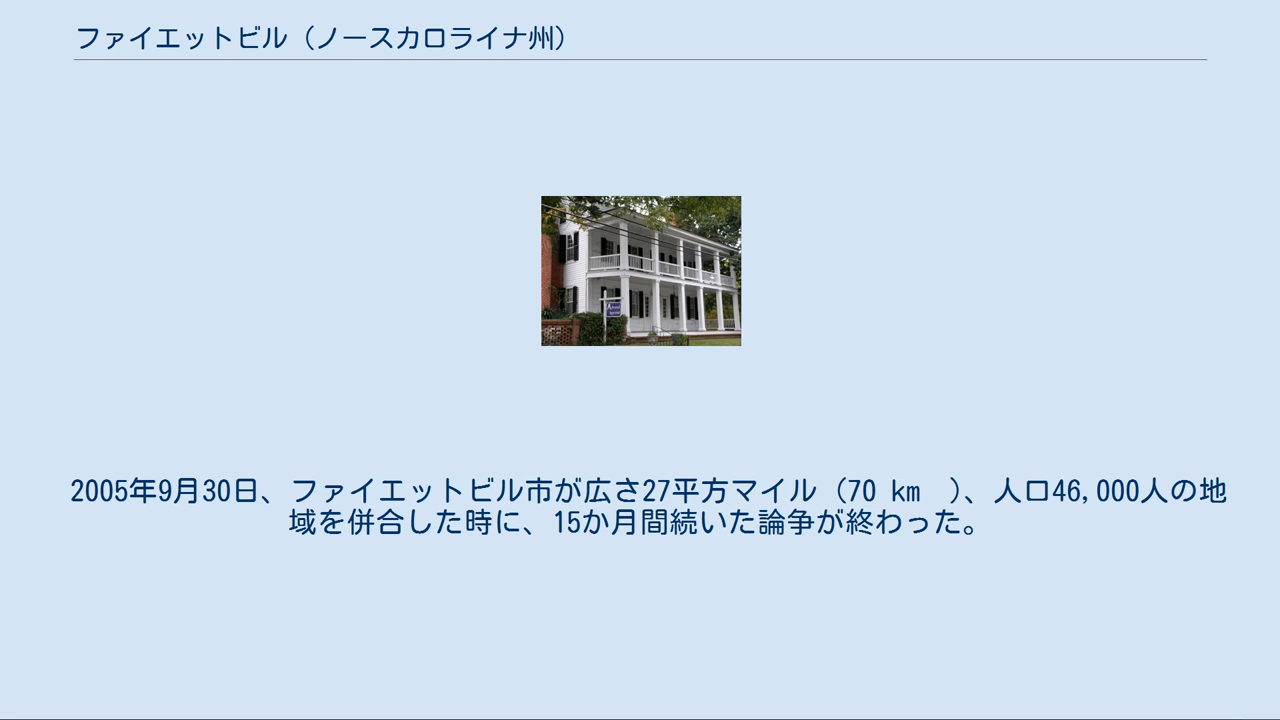 ファイエットビル（ノースカロライナ州）
2005年9月30日、ファイエットビル市が広さ27平方マイル（70 km　）、人口46,000人の地
域を併合した時に、15か月間続いた論争が終わった。